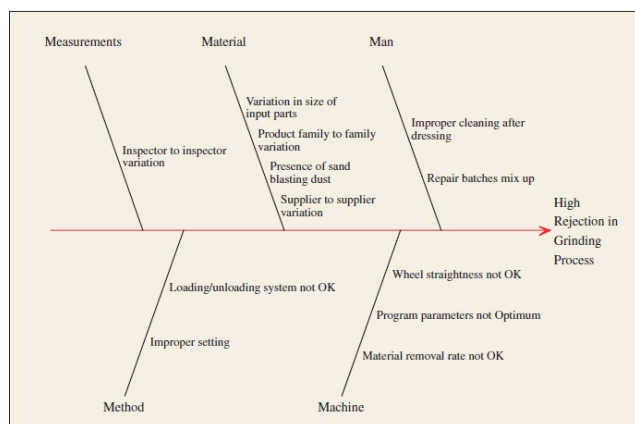 Measurements
Material
Man
Variation in size of
input parts
Product family to family
variation
Presence of sand
blasting dust
Supplier to supplier
variation
Inspector to inspector
variation
Improper cleaning after
dressing
Repair batches mix up
High
Rejection in
Grinding
Process
Loading/unloading system not OK
Improper setting
Wheel straightness not OK
Program parameters not Optimum
Material removal rate not OK
Method
Machine